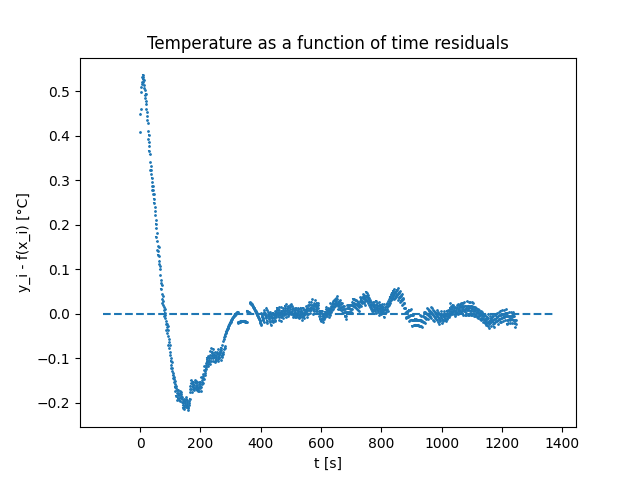 Temperature as a function of time residuals
y_i - f(x_i) [°C]
0.5
0.4
0.3
0.2
0.1
0.0
−0.1
−0.2
0 200 400 600 800 1000 1200 1400
t [s]